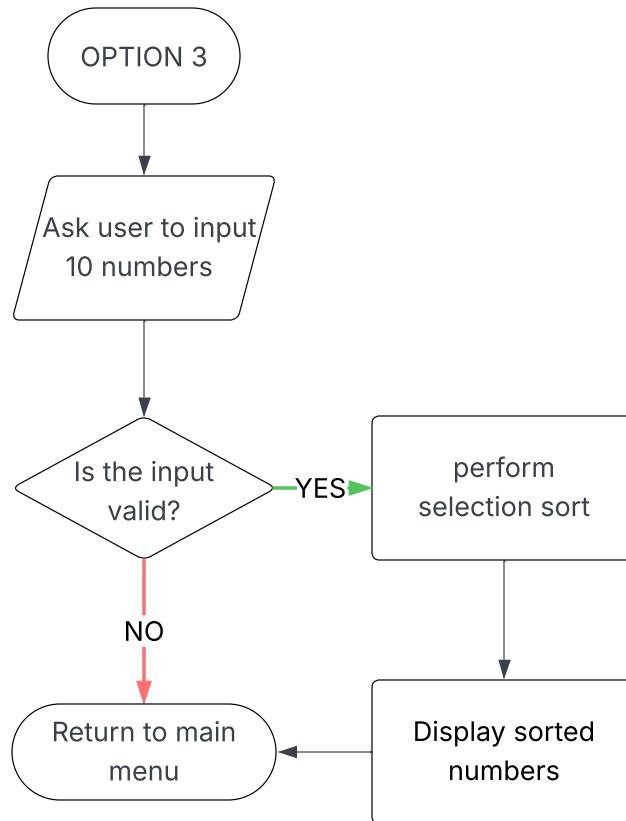 OPTION 3
Ask user to input
10 numbers
Is the input
valid?
YES
perform
selection sort
NO
Return to main
menu
Display sorted
numbers